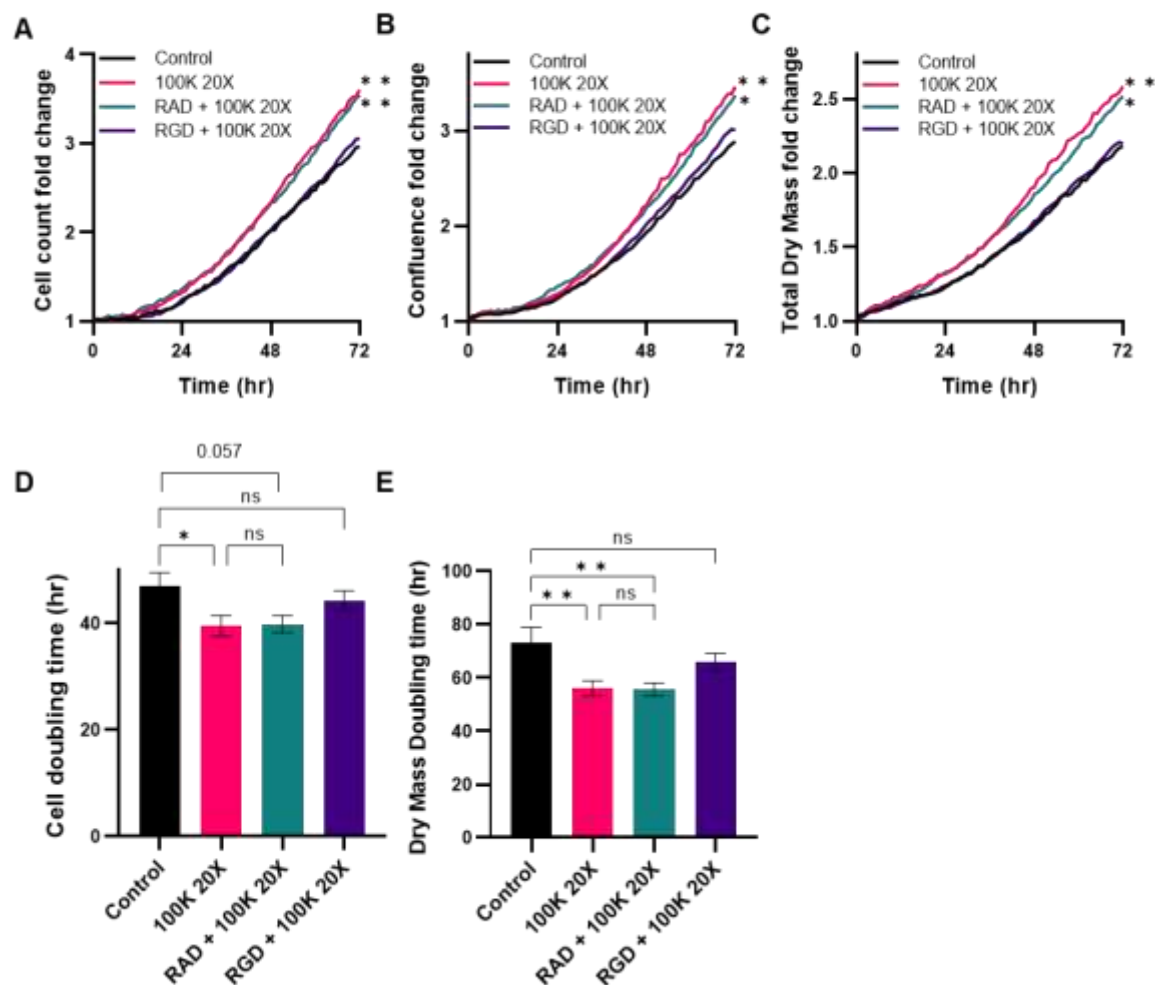 A
Cell count fold change
4
3
2
1
Control
100K 20X
RAD + 100K 20X
RGD + 100K 20X
* *
* *
0 24 48 72
Time (hr)
B
Confluence fold change
3
2
1
Control
100K 20X
RAD + 100K 20X
RGD + 100K 20X
* *
*
0 24 48 72
Time (hr)
C
Total Dry Mass fold change
2.5
2.0
1.5
1.0
Control
100K 20X
RAD + 100K 20X
RGD + 100K 20X
* *
*
0 24 48 72
Time (hr)
D
0.057
ns
* ns
Cell doubling time (hr)
40
20
0
Control
100K 20X
RAD + 100K 20X
RGD + 100K 20X
E
ns
* *
* * ns
Dry Mass Doubling time (hr)
100
80
60
40
20
0
Control
100K 20X
RAD + 100K 20X
RGD + 100K 20X